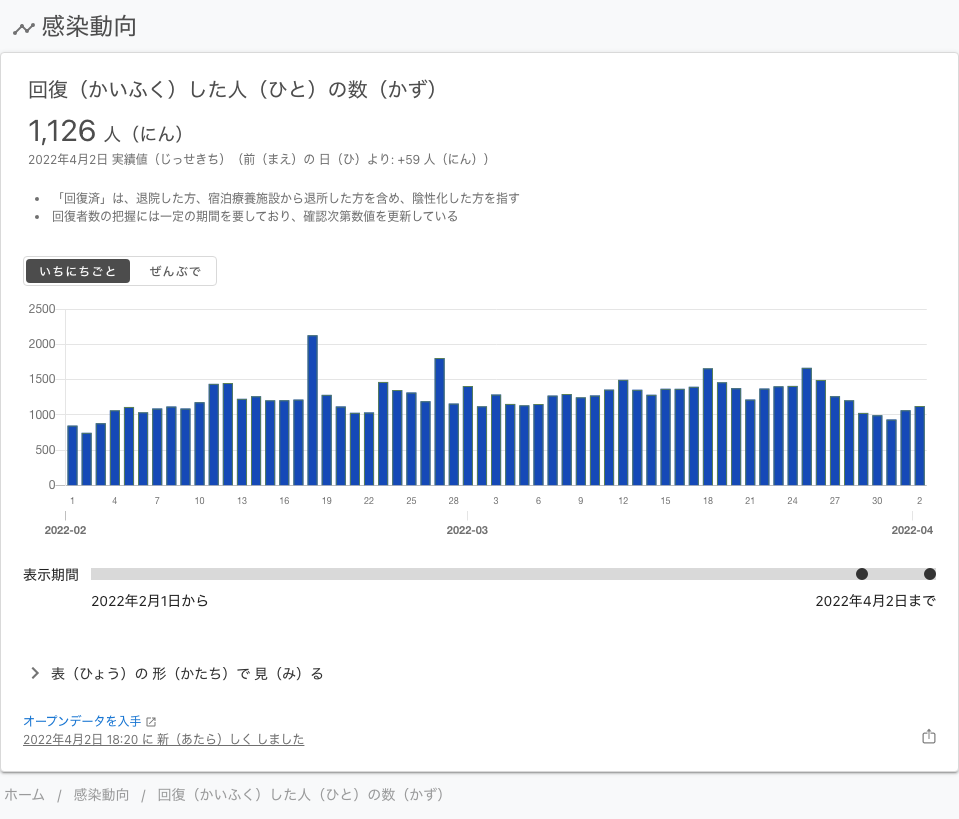 感染動向
回復（かいふく）した人（ひと）の数（かず）
1,126 人（にん）
2022年4月2日 実績値（じっせきち）（前（まえ）の 日（ひ）より: +59 人（にん））
• 「回復済」は、退院した方、宿泊療養施設から退所した方を含め、陰性化した方を指す
• 回復者数の把握には一定の期間を要しており、確認次第数値を更新している
いちにちごと ぜんぶで
2500
2000
1500
1000
500
0
1 4 7 10 13 16 19 22 25 28 3 6 9 12 15 18 21 24 27 30 2
2022-02 2022-03 2022-04
表示期間
2022年2月1日から 2022年4月2日まで
表（ひょう）の 形（かたち）で 見（み）る
オープンデータを入手
2022年4月2日 18:20 に 新（あたら）しく しました
ホーム / 感染動向 / 回復（かいふく）した人（ひと）の数（かず）